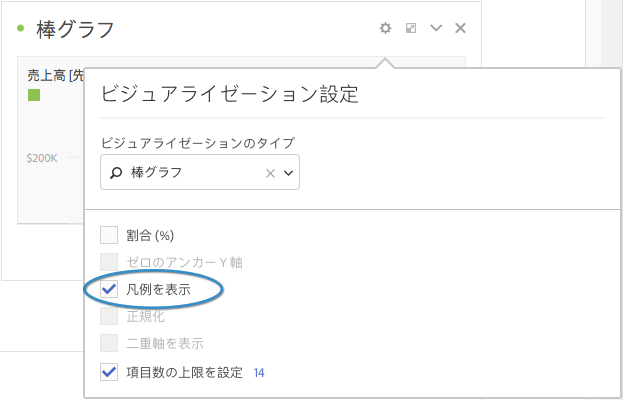 棒グラフ
売上高 [先
$200K
ビジュアライゼーション設定
ビジュアライゼーションのタイプ
棒グラフ
割合 (%)
ゼロのアンカー Y 軸
凡例を表示
正規化
二重軸を表示
項目数の上限を設定 14